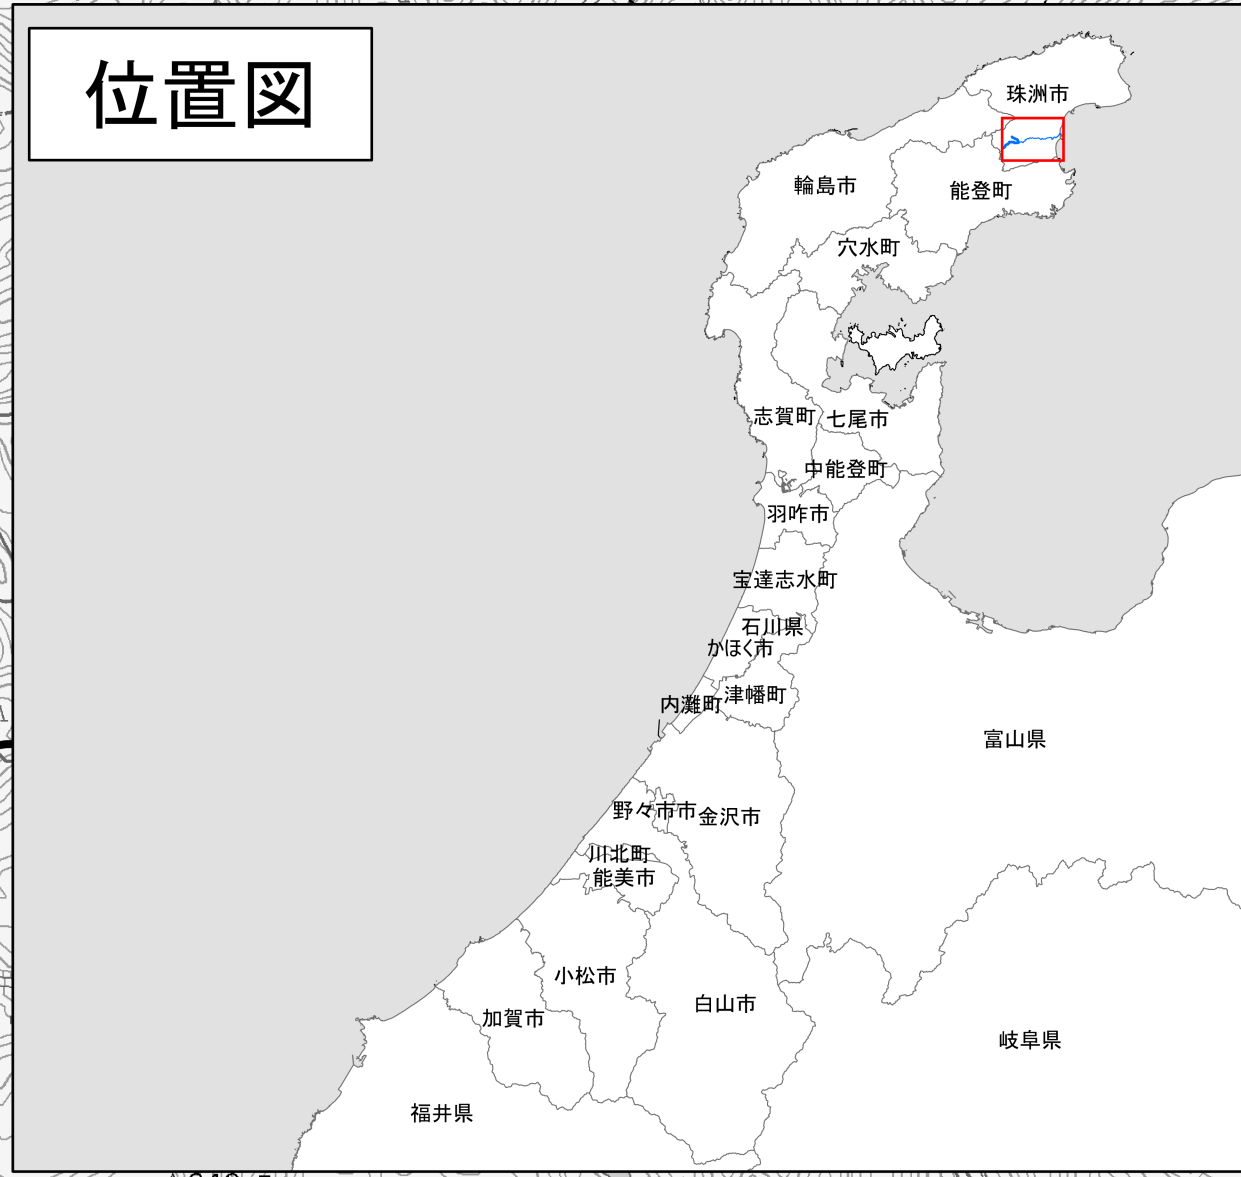 位置図
珠洲市
輪島市
能登町
穴水町
志賀町
七尾市
中能登町
羽咋市
宝達志水町
石川県
かほく市
津幡町
内灘町
富山県
野々市市
金沢市
川北町
能美市
小松市
白山市
加賀市
岐阜県
福井県